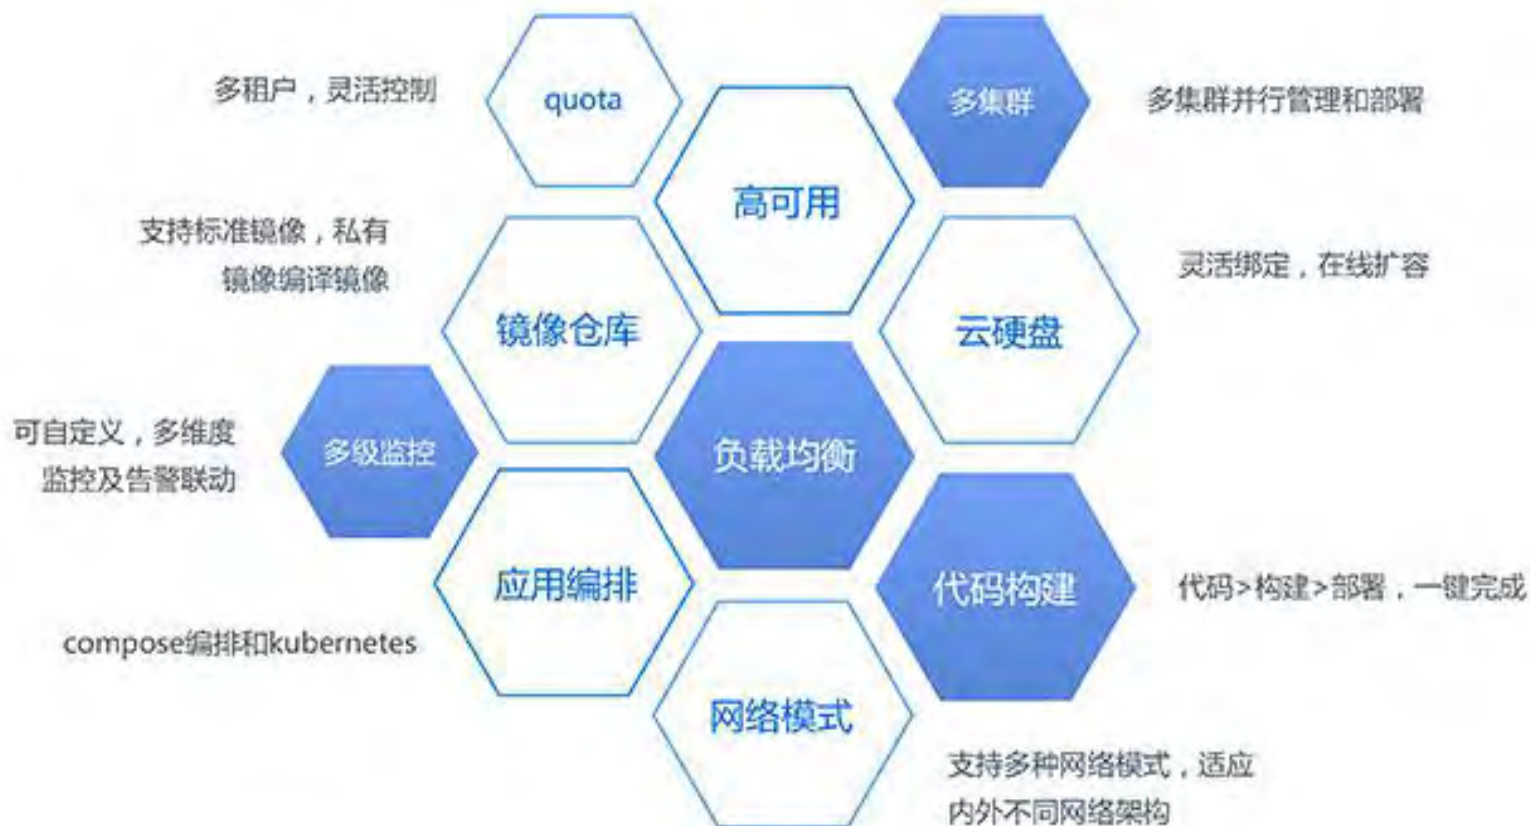 多租户，灵活控制
quota
多集群
多集群并行管理和部署
高可用
支持标准镜像，私有
镜像编译镜像
镜像仓库
云硬盘
灵活绑定，在线扩容
可自定义，多维度
监控及告警联动
多级监控
负载均衡
应用编排
compose编排和kubernetes
代码构建
代码>构建>部署，一键完成
网络模式
支持多种网络模式，适应
内外不同网络架构